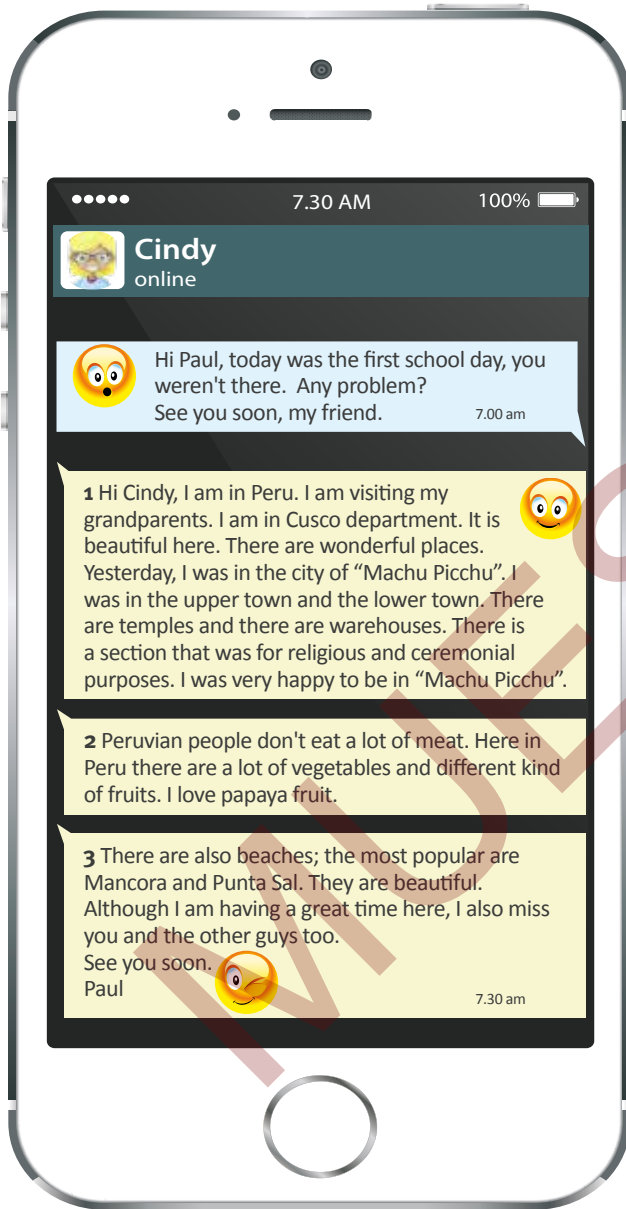 7.30 AM
100%
Cindy
online
Hi Paul, today was the first school day, you
weren't there.  Any problem?
See you soon, my friend.
7.00 am
1 Hi Cindy, I am in Peru. I am visiting my
grandparents. I am in Cusco department. It is
beautiful here. There are wonderful places.
Yesterday, I was in the city of “Machu Picchu”. I
was in the upper town and the lower town. There
are temples and there are warehouses. There is
a section that was for religious and ceremonial
purposes. I was very happy to be in “Machu Picchu”.
2 Peruvian people don't eat a lot of meat. Here in
Peru there are a lot of vegetables and different kind
of fruits. I love papaya fruit.
3 There are also beaches; the most popular are
Mancora and Punta Sal. They are beautiful.
Although I am having a great time here, I also miss
you and the other guys too.
See you soon.
Paul
7.30 am